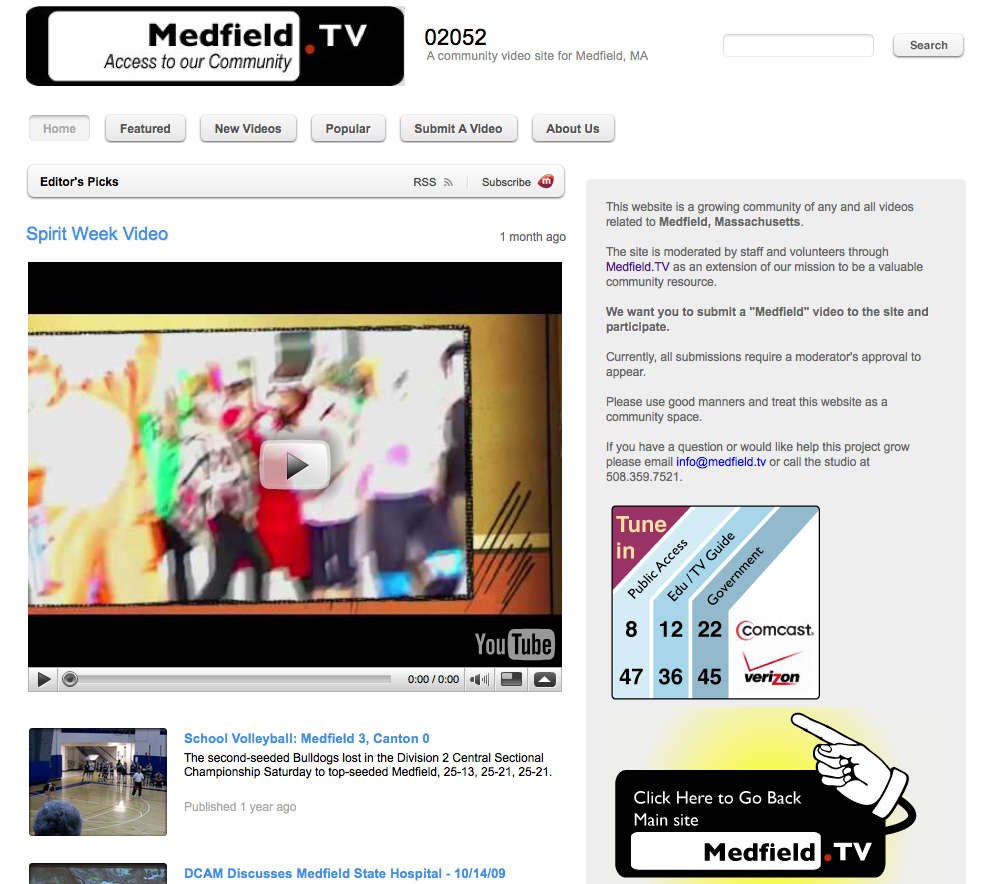 Medfield.TV
Access to our Community
02052
A community video site for Medfield, MA
Search
Home
Featured
New Videos
Popular
Submit A Video
About Us
Editor's Picks
RSS
Subscribe
m
Spirit Week Video
1 month ago
YouTube
0:00 / 0:00
School Volleyball: Medfield 3, Canton 0
The second-seeded Bulldogs lost in the Division 2 Central Sectional
Championship Saturday to top-seeded Medfield, 25-13, 25-21, 25-21.
Published 1 year ago
DCAM Discusses Medfield State Hospital - 10/14/09
This website is a growing community of any and all videos
related to Medfield, Massachusetts.
The site is moderated by staff and volunteers through
Medfield.TV as an extension of our mission to be a valuable
community resource.
We want you to submit a "Medfield" video to the site and
participate.
Currently, all submissions require a moderator's approval to
appear.
Please use good manners and treat this website as a
community space.
If you have a question or would like help this project grow
please email info@medfield.tv or call the studio at
508.359.7521.
Tune
in
Public Access
Edu / TV Guide
Government
8 12 22 comcast.
47 36 45 verizon
Click Here to Go Back
Main site
Medfield.TV